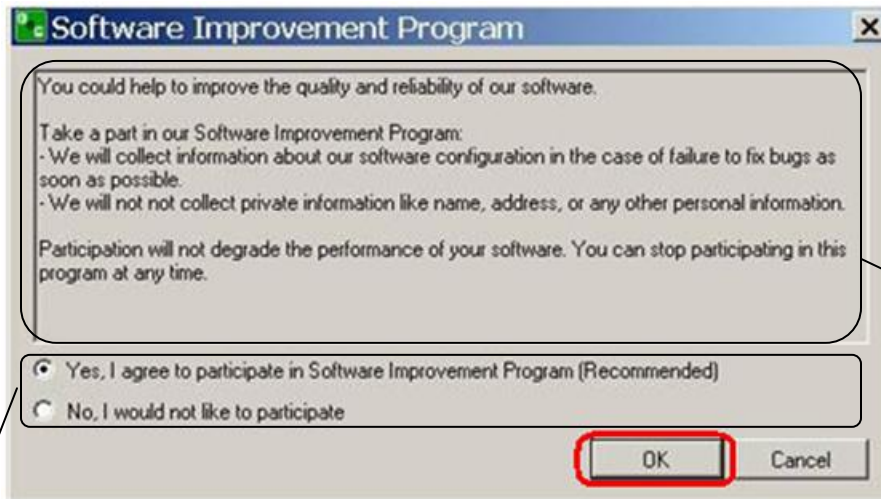 Software Improvement Program
You could help to improve the quality and reliability of our software.
Take a part in our Software Improvement Program:
- We will collect information about our software configuration in the case of failure to fix bugs as
soon as possible.
- We will not not collect private information like name, address, or any other personal information.
Participation will not degrade the performance of your software. You can stop participating in this
program at any time.
Yes, I agree to participate in Software Improvement Program (Recommended)
No, I would not like to participate
OK Cancel